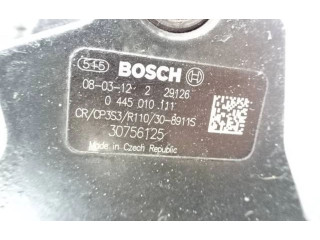 545 BOSCH
08-03-12 2 29126
0 445 010 111
CR/CP3S3/R110/30-8911S
30756125
Made in Czech Republic